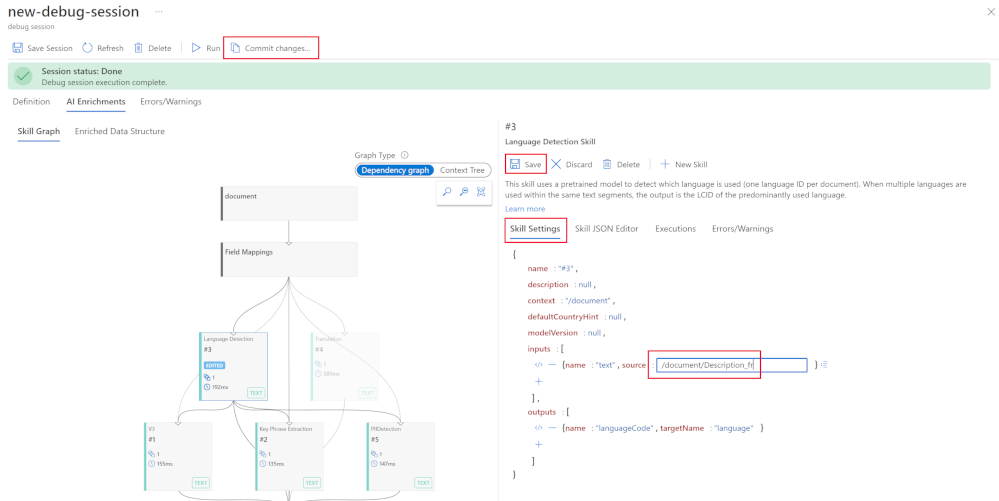 new-debug-session ...
debug session
Save Session Refresh Delete Run Commit changes...
Session status: Done
Debug session execution complete.
Definition AI Enrichments Errors/Warnings
Skill Graph Enriched Data Structure
Graph Type
Dependency graph Context Tree
document
Field Mappings
Language Detection
#3
1
192ms
TEXT
Translation
#4
1
585ms
TEXT
V3
#1
1
155ms
TEXT
Key Phrase Extraction
#2
1
135ms
TEXT
PIIDetection
#5
1
147ms
TEXT
#3
Language Detection Skill
Save Discard Delete New Skill
This skill uses a pretrained model to detect which language is used (one language ID per document). When multiple languages are
used within the same text segments, the output is the LCID of the predominantly used language.
Learn more
Skill Settings Skill JSON Editor Executions Errors/Warnings
{
name : "#3" ,
description : null ,
context : "/document" ,
defaultCountryHint : null ,
modelVersion : null ,
inputs : [
</> — {name : "text" , source : /document/Description_fr }
+
] ,
outputs : [
</> — {name : "languageCode" , targetName : "language" }
+
]
}